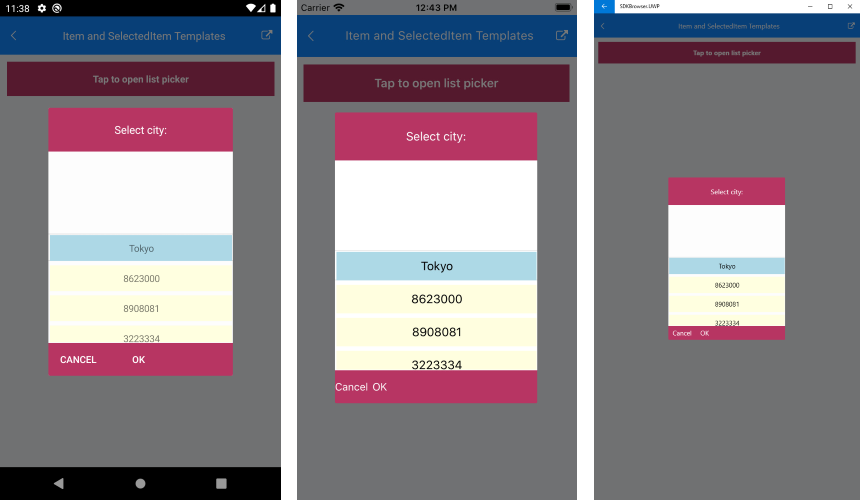 11:38
Item and SelectedItem Templates
Tap to open list picker
Select city:
Tokyo
8623000
8908081
3223334
CANCEL OK
Carrier 12:43 PM
Item and SelectedItem Templates
Tap to open list picker
Select city:
Tokyo
8623000
8908081
3223334
Cancel OK
SDKBrowser.UWP
Item and SelectedItem Templates
Tap to open list picker
Select city:
Tokyo
8623000
8908081
3223334
Cancel OK